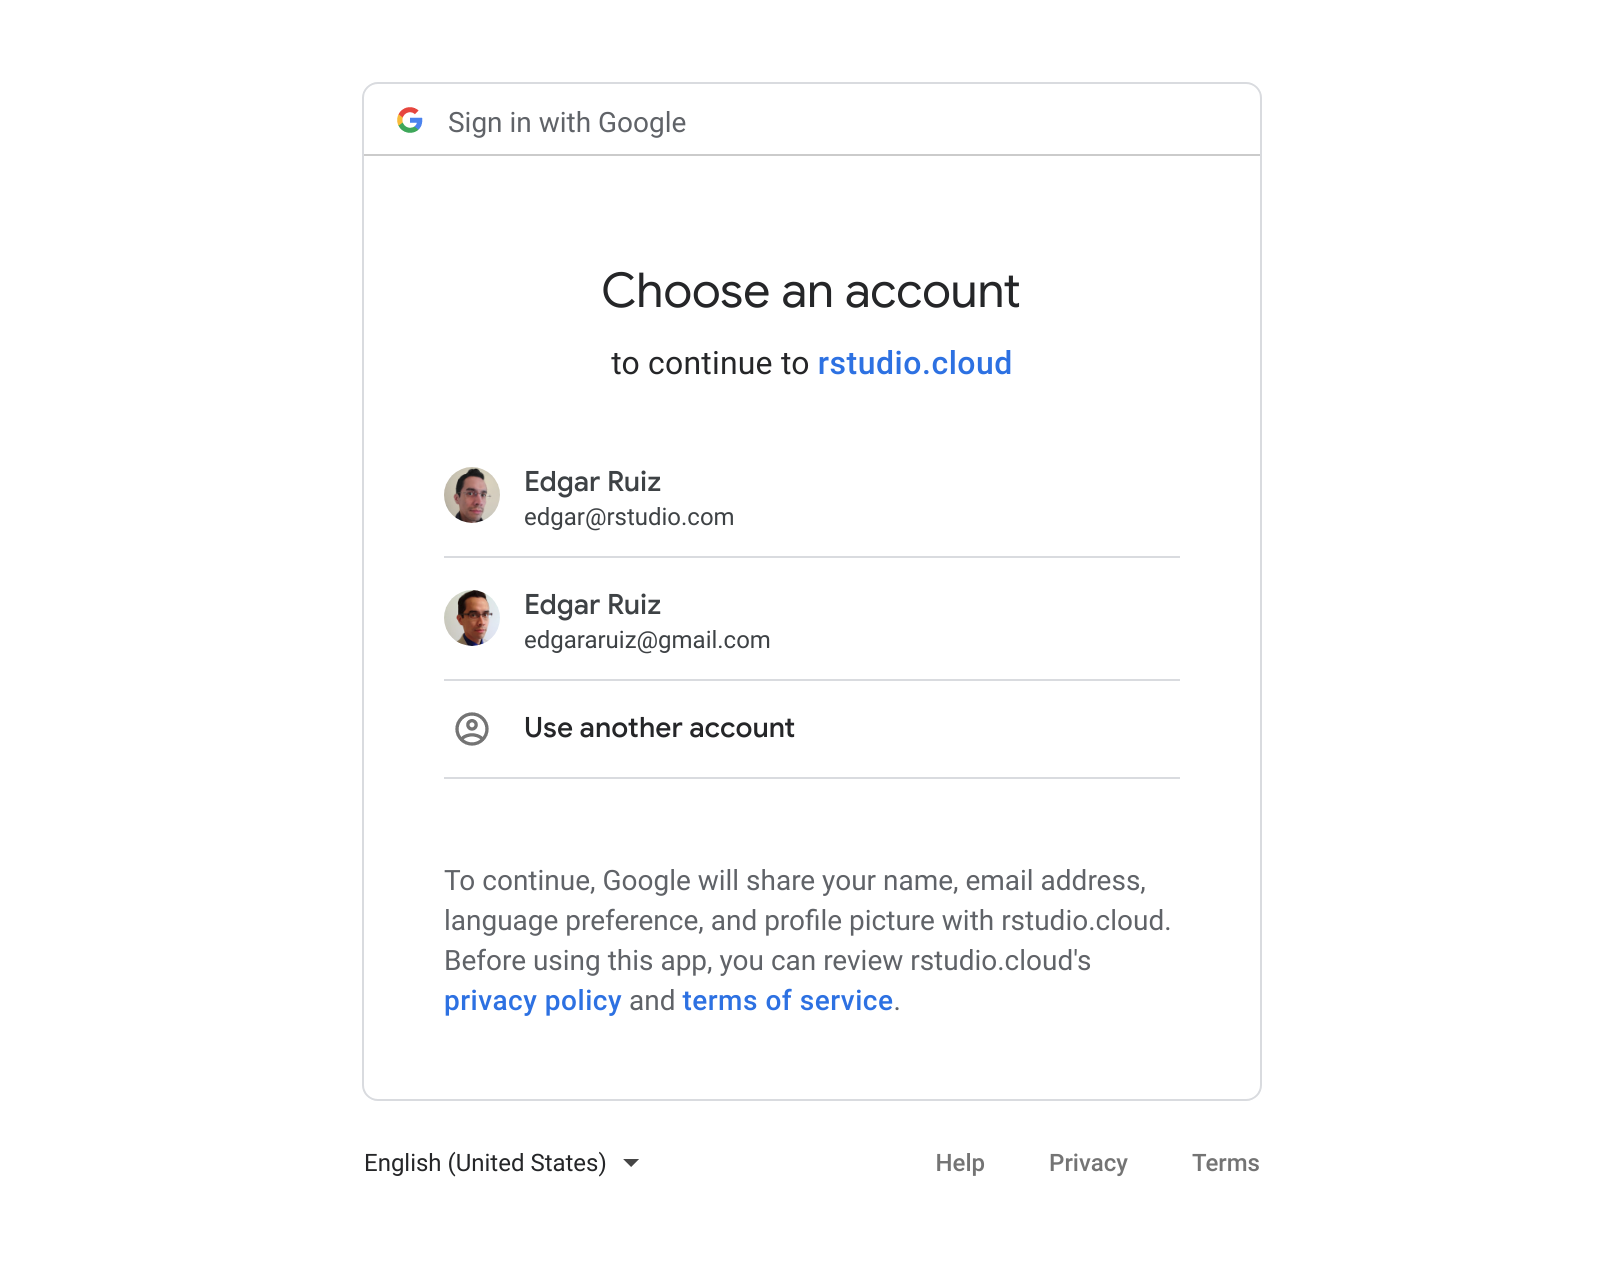 Sign in with Google
Choose an account
to continue to rstudio.cloud
Edgar Ruiz
edgar@rstudio.com
Edgar Ruiz
edgararuiz@gmail.com
Use another account
To continue, Google will share your name, email address,
language preference, and profile picture with rstudio.cloud.
Before using this app, you can review rstudio.cloud's
privacy policy and terms of service.
English (United States)
Help
Privacy
Terms